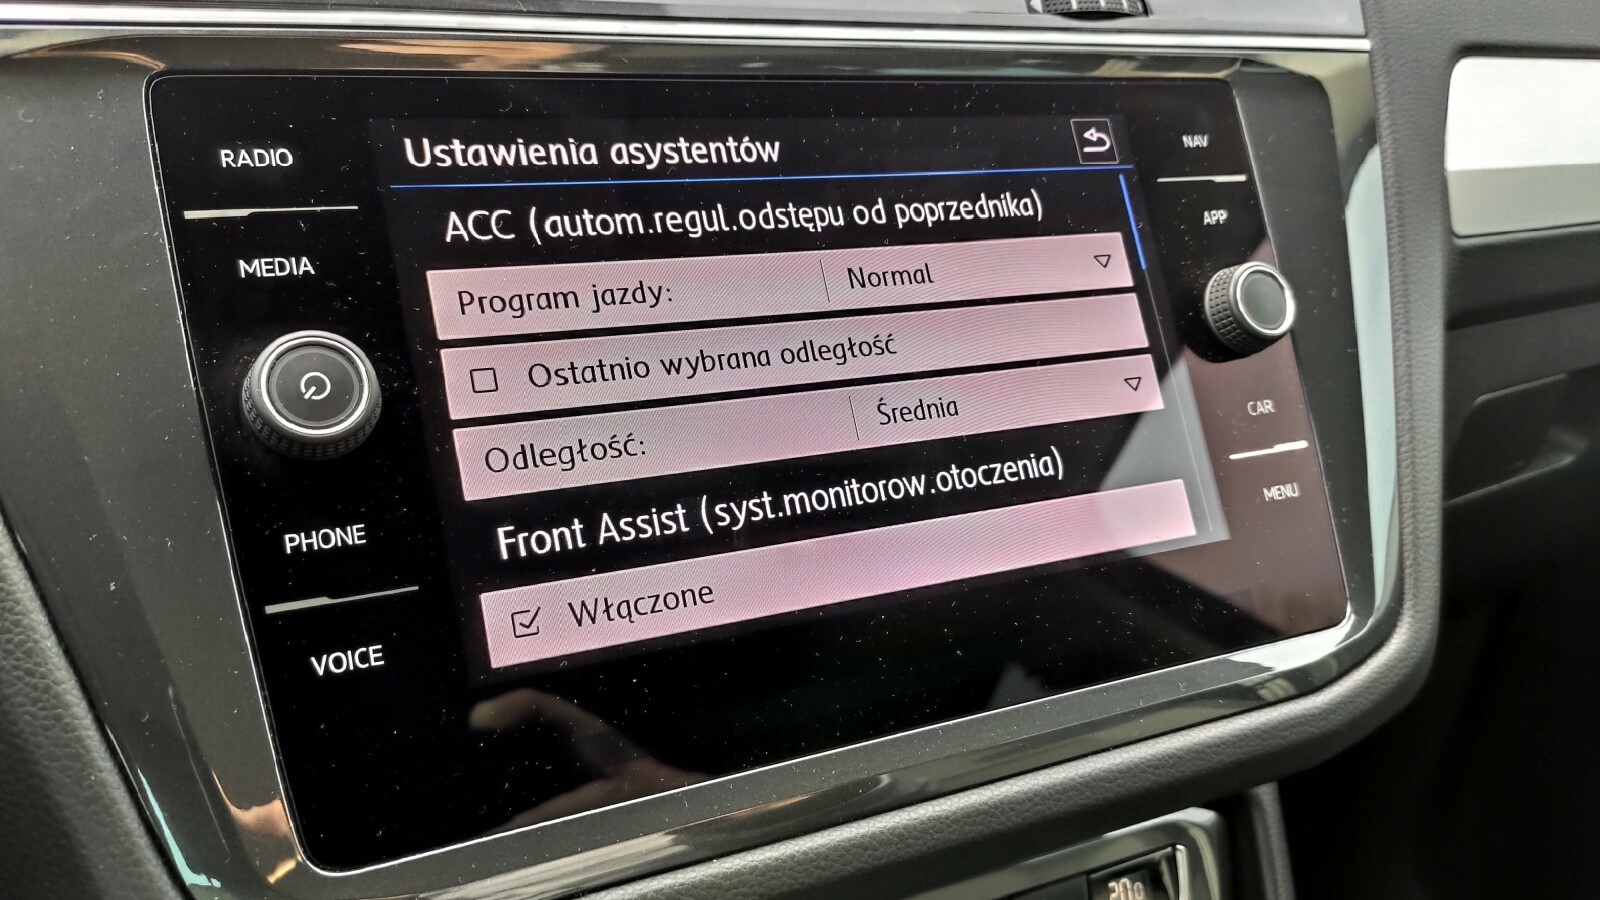 RADIO
MEDIA
PHONE
VOICE
Ustawienia asystentów
ACC (autom.regul.odstępu od poprzednika)
Program jazdy: Normal
Ostatnio wybrana odległość
Odległość: Średnia
Front Assist (syst.monitorow.otoczenia)
Włączone
NAV
APP
CAR
MENU